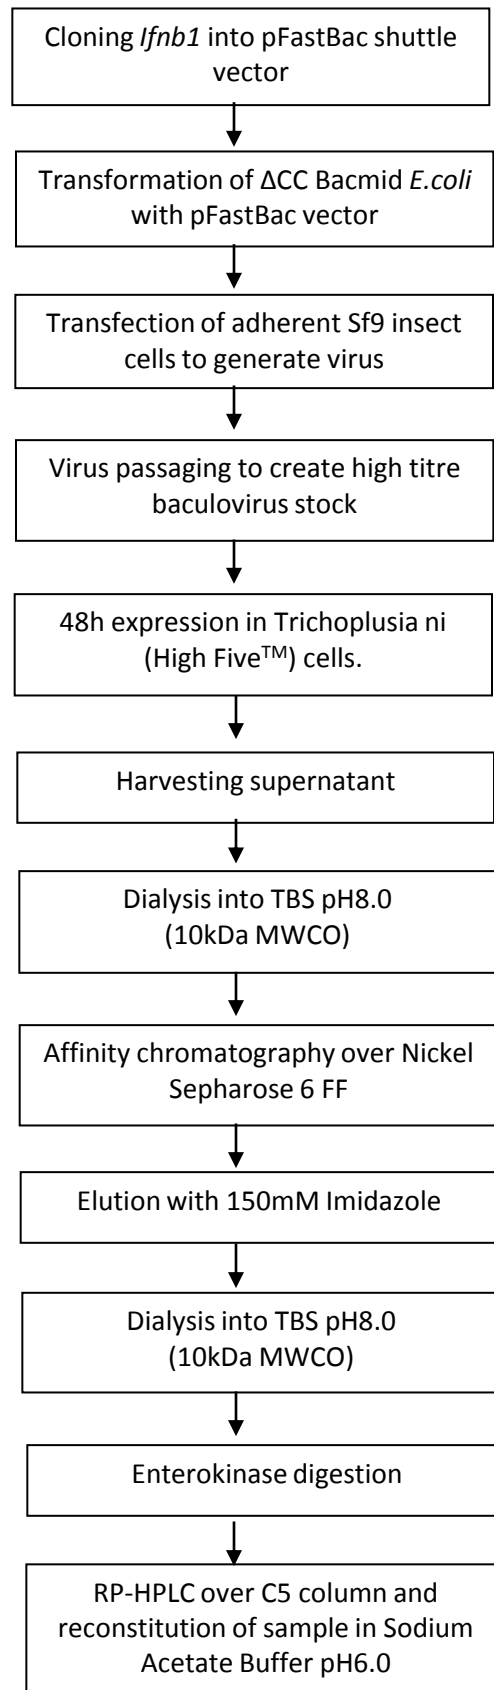 Cloning Ifnb1 into pFastBac shuttle
vector
Transformation of ΔCC Bacmid E.coli
with pFastBac vector
Transfection of adherent Sf9 insect
cells to generate virus
Virus passaging to create high titre
baculovirus stock
48h expression in Trichoplusia ni
(High Five™) cells.
Harvesting supernatant
Dialysis into TBS pH8.0
(10kDa MWCO)
Affinity chromatography over Nickel
Sepharose 6 FF
Elution with 150mM Imidazole
Dialysis into TBS pH8.0
(10kDa MWCO)
Enterokinase digestion
RP-HPLC over C5 column and
reconstitution of sample in Sodium
Acetate Buffer pH6.0